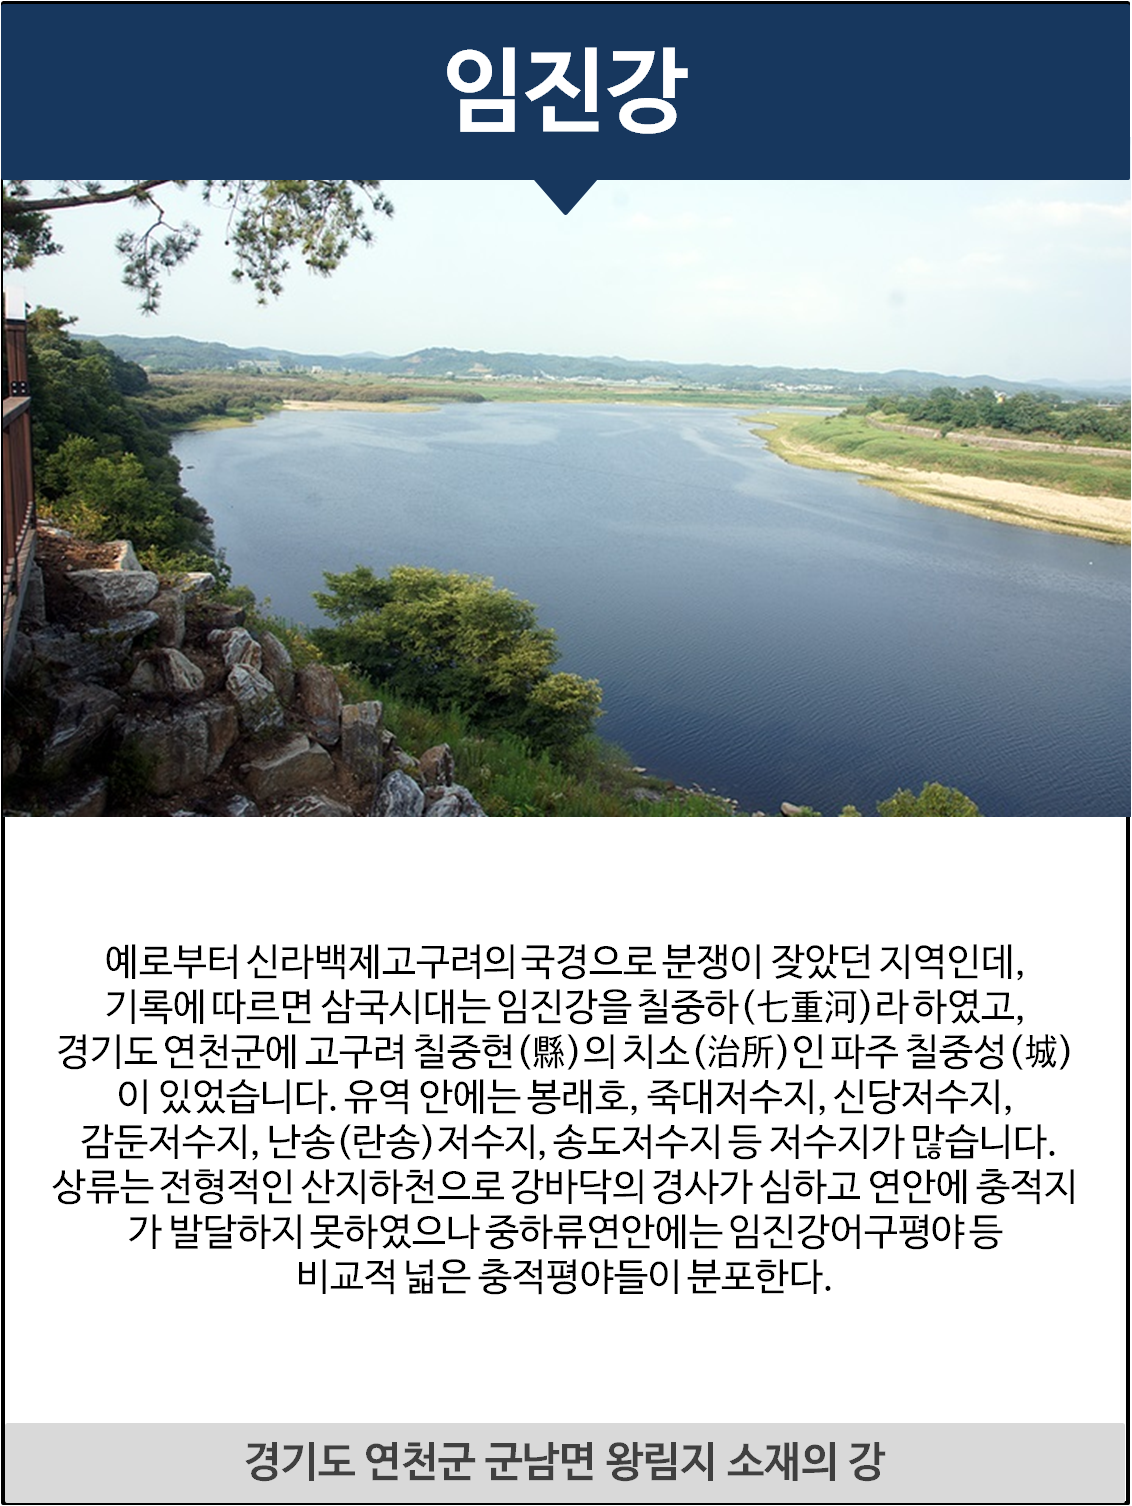 임진강
예로부터 신라백제고구려의 국경으로 분쟁이 잦았던 지역인데,
기록에 따르면 삼국시대는 임진강을 칠중하(七重河)라 하였고,
경기도 연천군에 고구려 칠중현(縣)의 치소(治所)인 파주 칠중성(城)
이 있었습니다. 유역 안에는 봉래호, 죽대저수지, 신당저수지,
감둔저수지, 난송(란송)저수지, 송도저수지 등 저수지가 많습니다.
상류는 전형적인 산지하천으로 강바닥의 경사가 심하고 연안에 충적지
가 발달하지 못하였으나 중하류연안에는 임진강어구평야 등
비교적 넓은 충적평야들이 분포한다.
경기도 연천군 군남면 왕림지 소재의 강